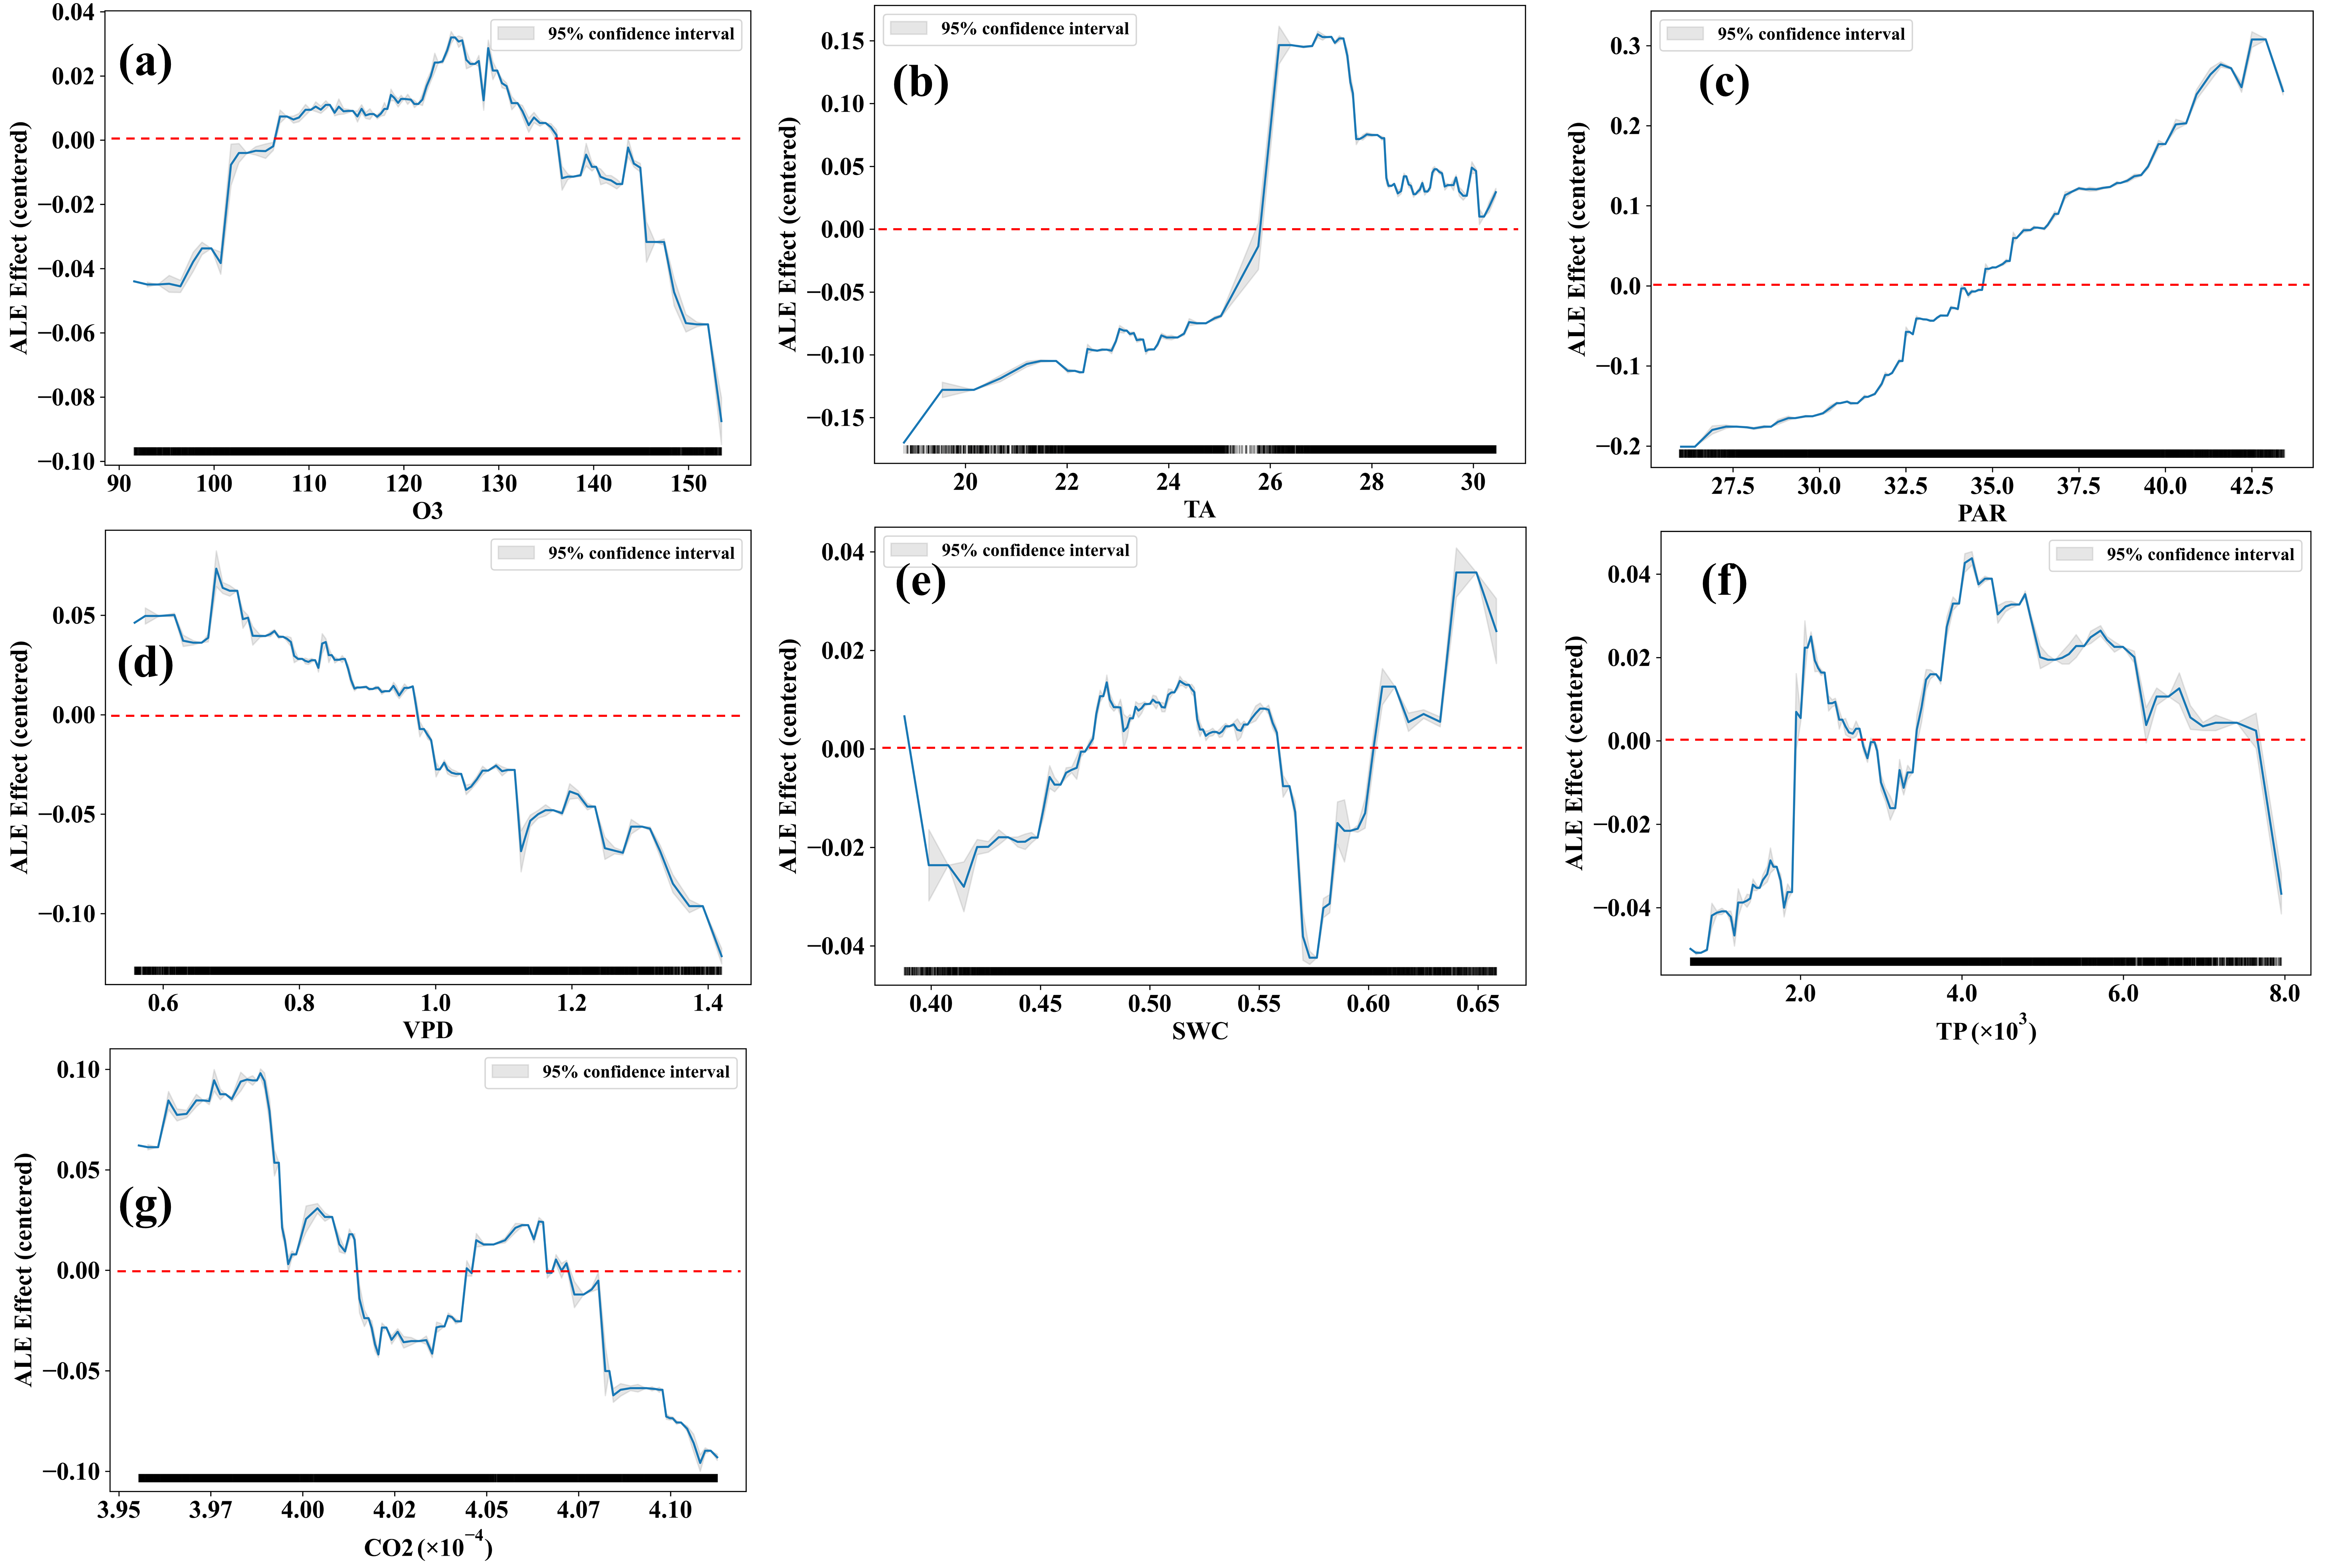 (a)
95% confidence interval
ALE Effect (centered)
0.04
0.02
0.00
−0.02
−0.04
−0.06
−0.08
−0.10
90 100 110 120 130 140 150
O3
(b)
95% confidence interval
ALE Effect (centered)
0.15
0.10
0.05
0.00
−0.05
−0.10
−0.15
20 22 24 26 28 30
TA
(c)
95% confidence interval
ALE Effect (centered)
0.3
0.2
0.1
0.0
−0.1
−0.2
27.5 30.0 32.5 35.0 37.5 40.0 42.5
PAR
(d)
95% confidence interval
ALE Effect (centered)
0.05
0.00
−0.05
−0.10
0.6 0.8 1.0 1.2 1.4
VPD
(e)
95% confidence interval
ALE Effect (centered)
0.04
0.02
0.00
−0.02
−0.04
0.40 0.45 0.50 0.55 0.60 0.65
SWC
(f)
95% confidence interval
ALE Effect (centered)
0.04
0.02
0.00
−0.02
−0.04
2.0 4.0 6.0 8.0
TP (×10³)
(g)
95% confidence interval
ALE Effect (centered)
0.10
0.05
0.00
−0.05
−0.10
3.95 3.97 4.00 4.02 4.05 4.07 4.10
CO2 (×10⁻⁴)